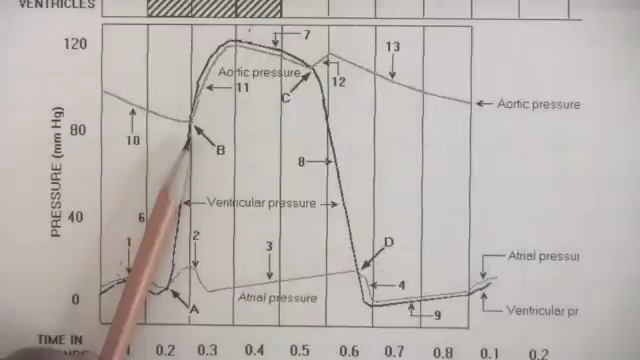 VENTRICLES
120
7
13
Aortic pressure
12
11
C
Aortic pressure
10
80
B
PRESSURE (mm Hg)
8
6
Ventricular pressure
40
1
2
3
D
Atrial pressur
4
0
A
Atrial pressure
9
Ventricular pr
TIME IN
0.2
0.3
0.4
0.5
0.6
0.7
0.8
0.1
0.2